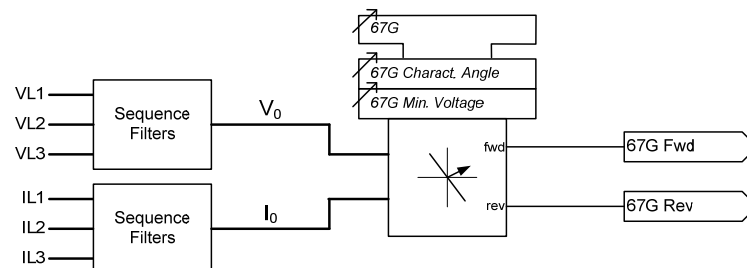 67G
67G Charact. Angle
67G Min. Voltage
VL1
VL2
VL3
Sequence
Filters
V0
fwd
67G Fwd
IL1
IL2
IL3
Sequence
Filters
I0
rev
67G Rev